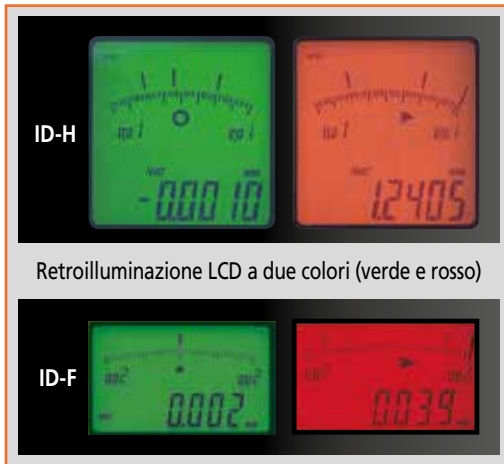 ID-H
-0.0010
1.2405
Retroilluminazione LCD a due colori (verde e rosso)
ID-F
0.002
0.039